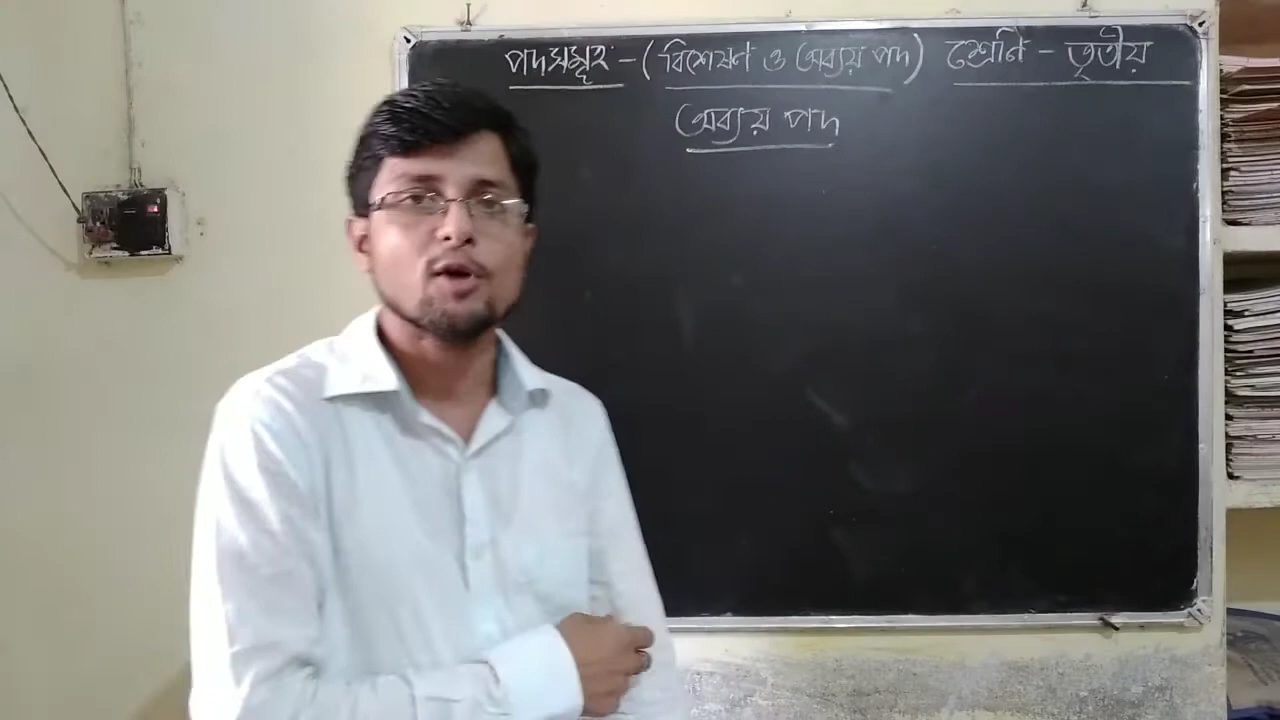 পদসমূহ - (বিশেষণ ও অব্যয় পদ) শ্রেণি - তৃতীয়
অব্যয় পদ